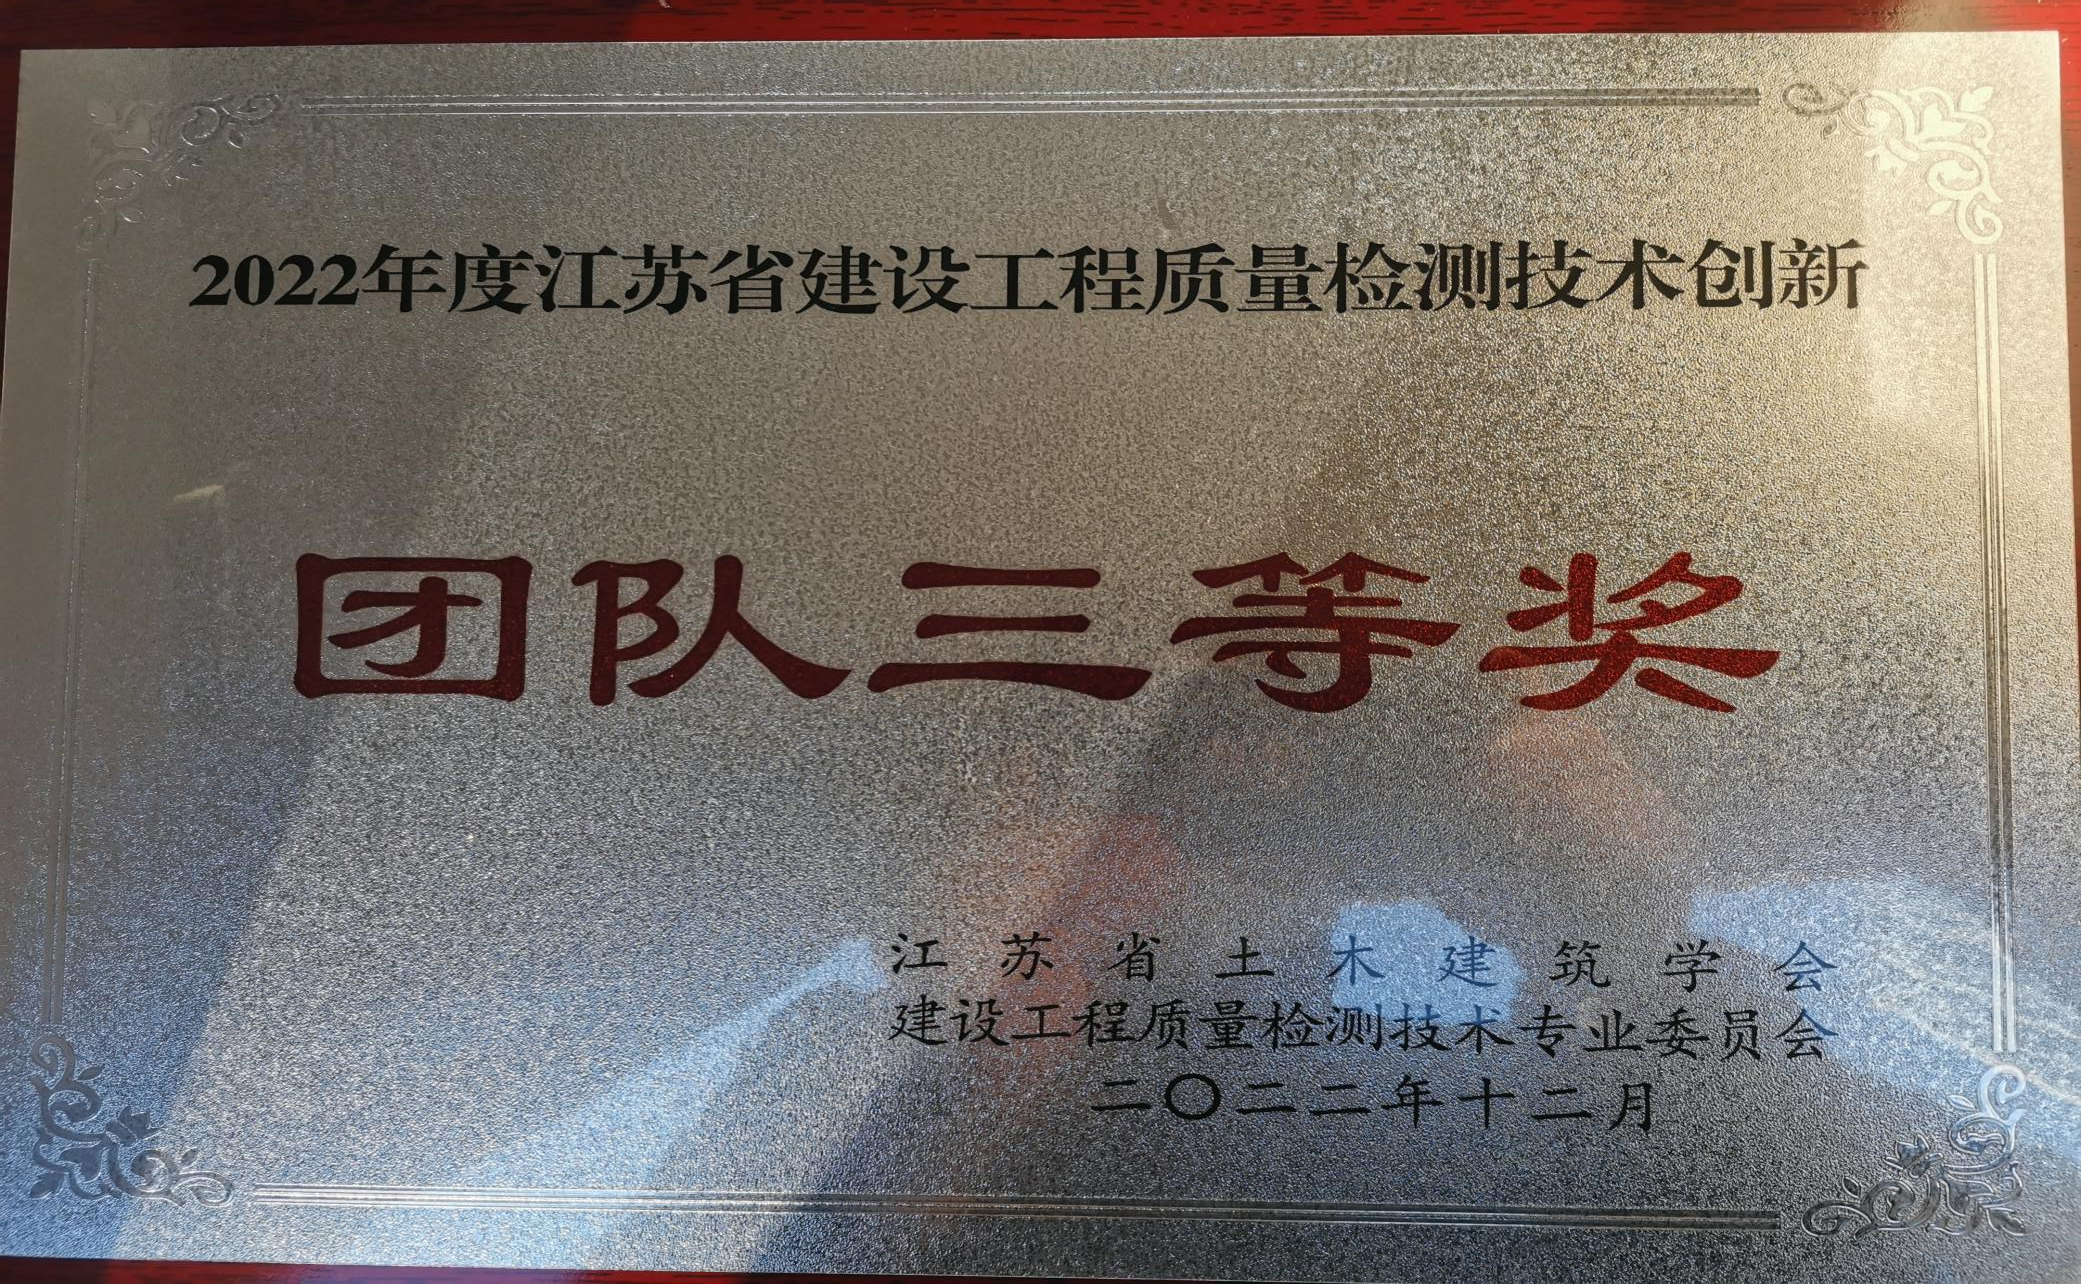 2022年度江苏省建设工程质量检测技术创新
团队三等奖
江苏省土木建筑学会
建设工程质量检测技术专业委员会
二〇二二年十二月